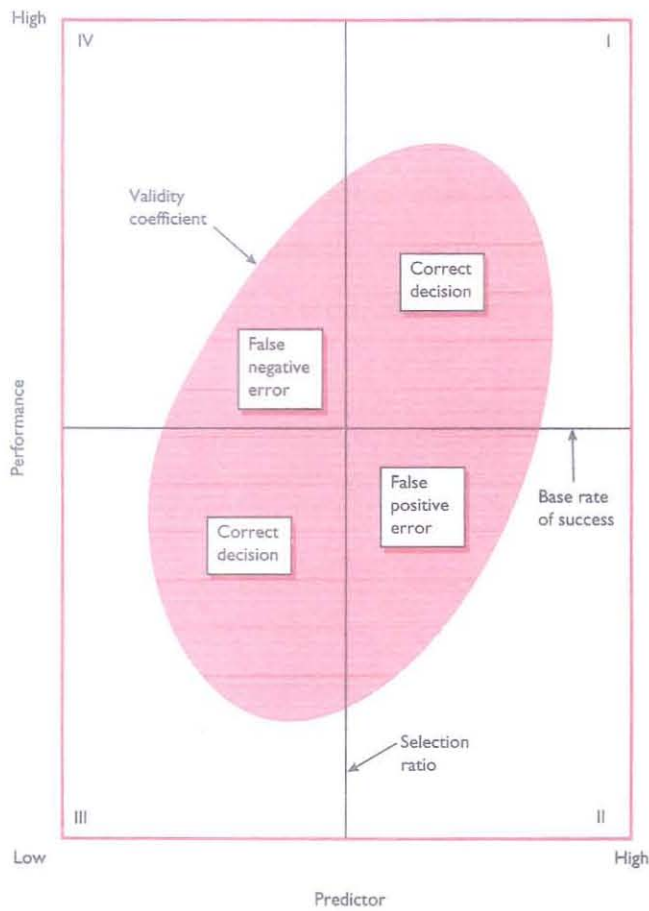 High
IV
I
Validity
coefficient
Correct
decision
False
negative
error
Performance
False
positive
error
Base rate
of success
Correct
decision
Selection
ratio
III
II
Low
High
Predictor